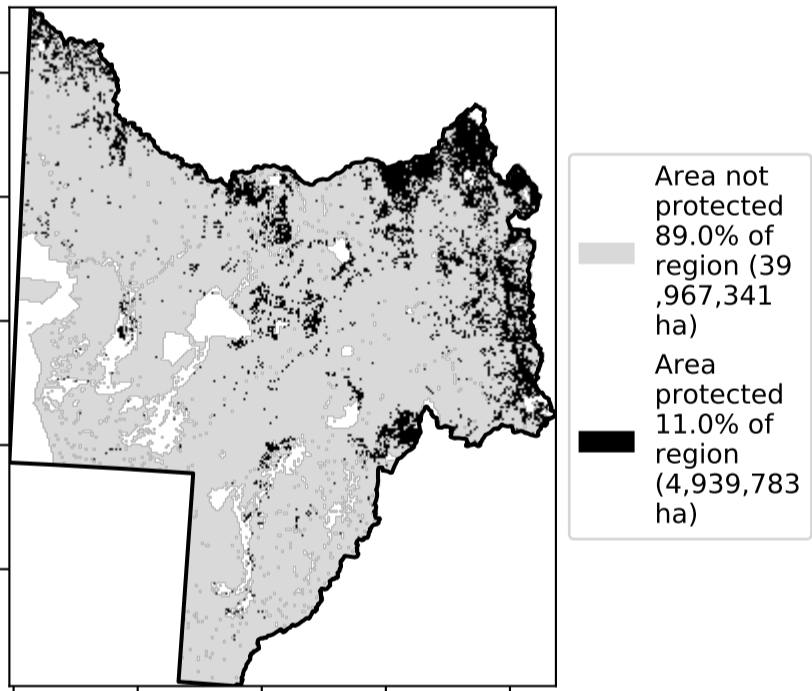 Area not
protected
89.0% of
region (39
,967,341
ha)
Area
protected
11.0% of
region
(4,939,783
ha)